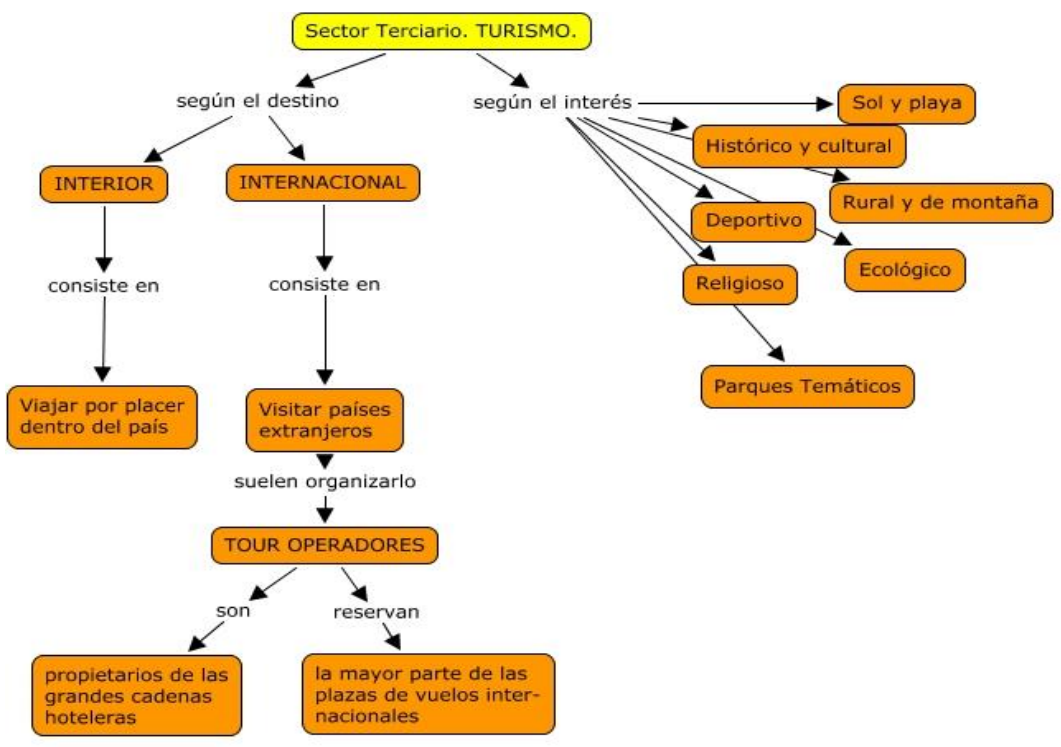 Sector Terciario. TURISMO.
según el destino
según el interés
Sol y playa
Histórico y cultural
INTERIOR
INTERNACIONAL
Rural y de montaña
Deportivo
Ecológico
Religioso
consiste en
consiste en
Parques Temáticos
Viajar por placer
dentro del país
Visitar países
extranjeros
suelen organizarlo
TOUR OPERADORES
son
reservan
propietarios de las
grandes cadenas
hoteleras
la mayor parte de las
plazas de vuelos inter-
nacionales